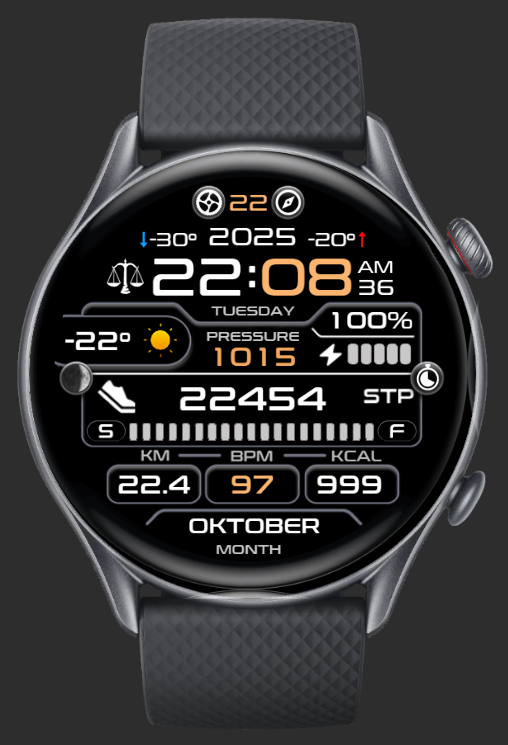 22
-30° 2025 -20°
22:08 AM 36
TUESDAY
100%
-22°
PRESSURE
1015
22454 STP
S F
KM BPM KCAL
22.4 97 999
OKTOBER
MONTH